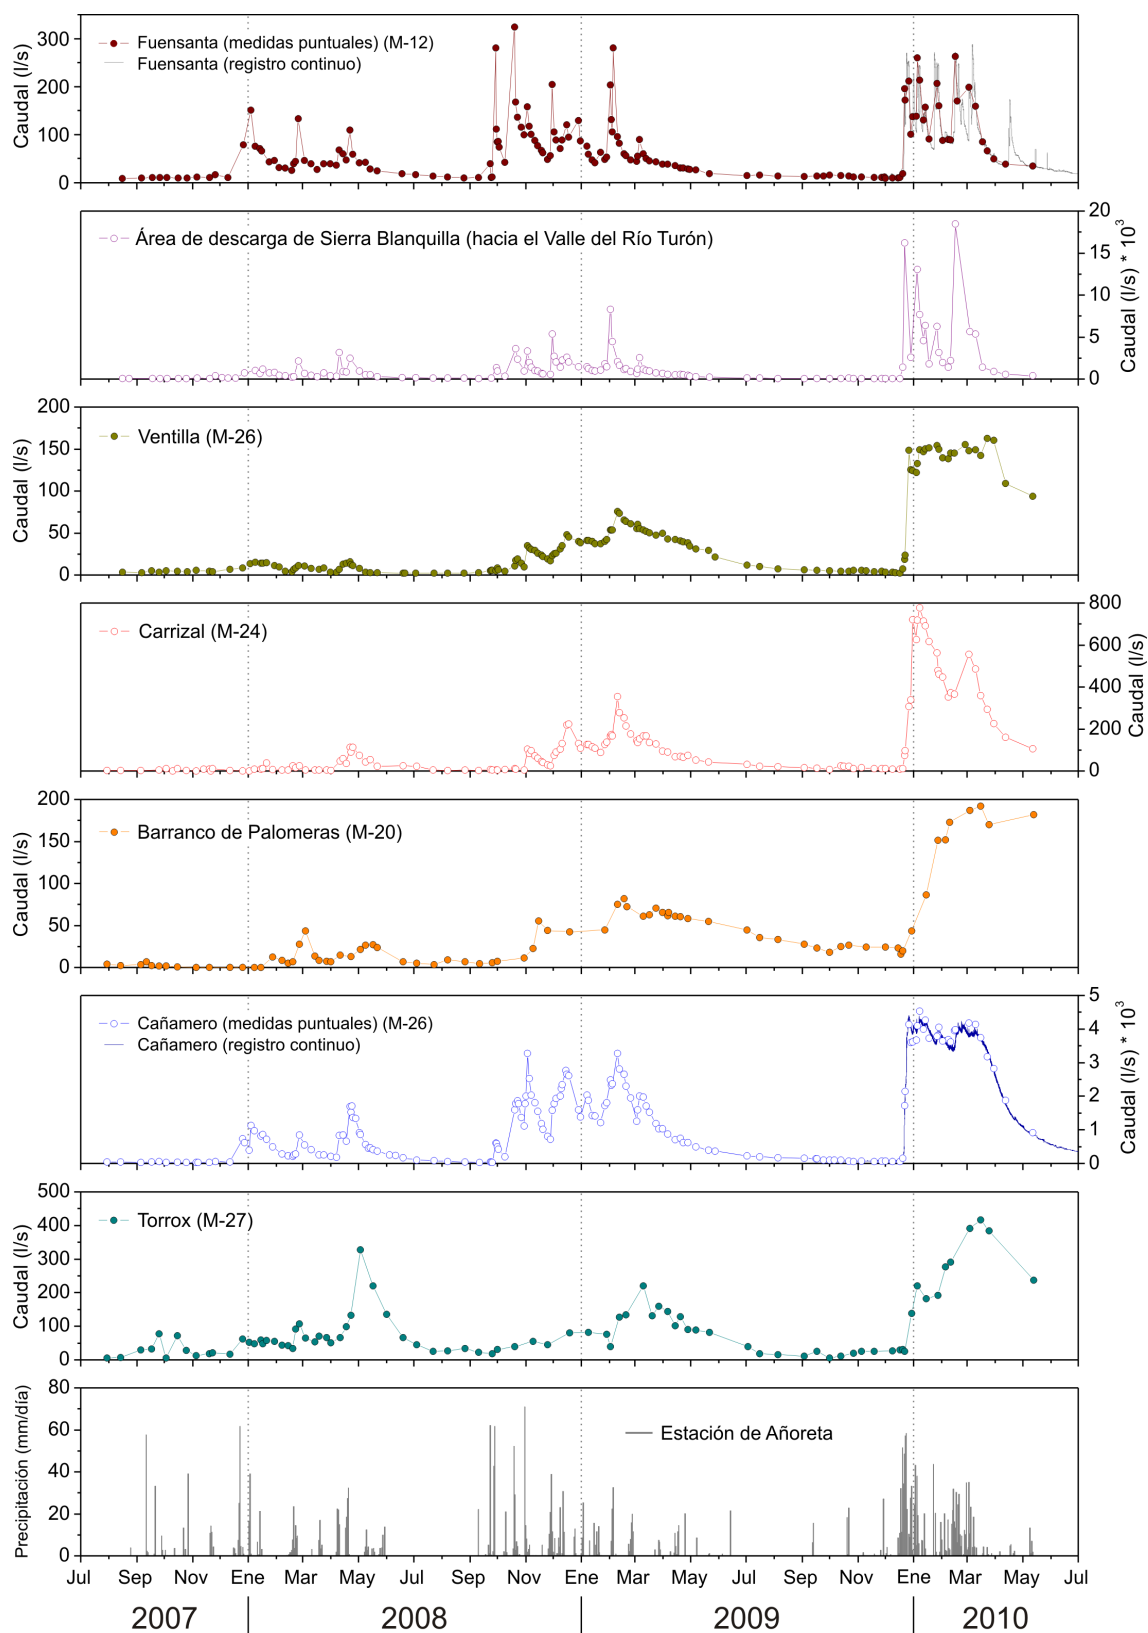 300
200
100
0
Caudal (l/s)
Fuensanta (medidas puntuales) (M-12)
Fuensanta (registro continuo)
20
15
10
5
0
Caudal (l/s) * 10³
Área de descarga de Sierra Blanquilla (hacia el Valle del Río Turón)
200
150
100
50
0
Caudal (l/s)
Ventilla (M-26)
800
600
400
200
0
Caudal (l/s)
Carrizal (M-24)
200
150
100
50
0
Caudal (l/s)
Barranco de Palomeras (M-20)
5
4
3
2
1
0
Caudal (l/s) * 10³
Cañamero (medidas puntuales) (M-26)
Cañamero (registro continuo)
500
400
300
200
100
0
Caudal (l/s)
Torrox (M-27)
80
60
40
20
0
Precipitación (mm/día)
Estación de Añoreta
Jul Sep Nov Ene Mar May Jul Sep Nov Ene Mar May Jul Sep Nov Ene Mar May Jul
2007 2008 2009 2010